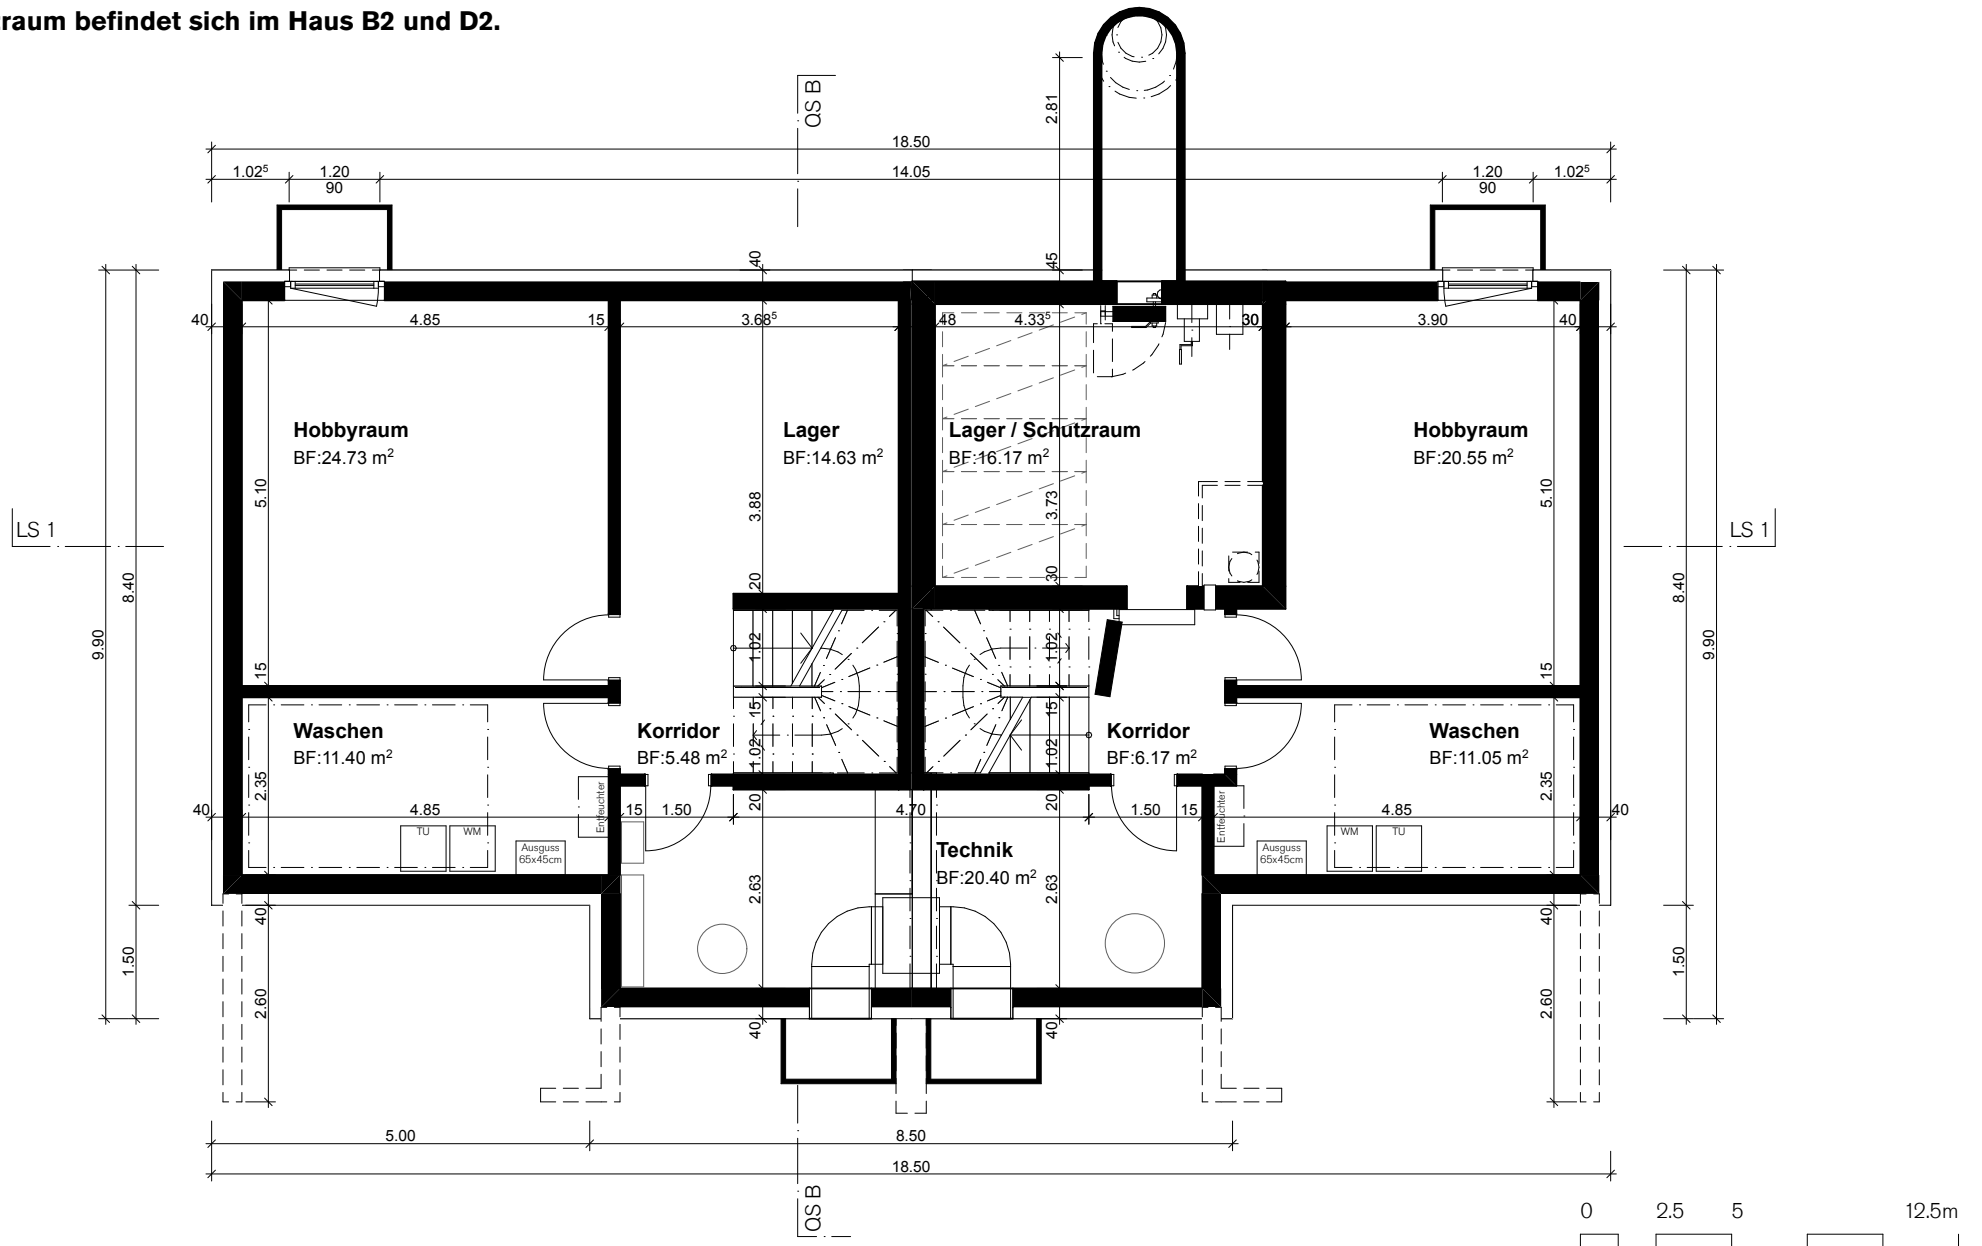 raum befindet sich im Haus B2 und D2.
QS B
2.81
18.50
1.02⁵ 1.20 14.05 1.20 1.02⁵
90 90
40 45
40 4.85 15 3.68⁵ 48 4.33⁵ 30 3.90 40
Hobbyraum
BF:24.73 m²
Lager
BF:14.63 m²
Lager / Schutzraum
BF:16.17 m²
Hobbyraum
BF:20.55 m²
5.10 3.88 3.73 5.10
LS 1 LS 1
9.90 8.40 20 30 8.40 9.90
15 1.02 1.02 15
15 15
1.02 1.02
Waschen
BF:11.40 m²
Korridor
BF:5.48 m²
Korridor
BF:6.17 m²
Waschen
BF:11.05 m²
2.35 2.35
Entfeuchter Entfeuchter
20 20
40 4.85 15 1.50 4.70 1.50 15 4.85 40
TU WM WM TU
Ausguss
65x45cm
Ausguss
65x45cm
Technik
BF:20.40 m²
2.63 2.63
40 40
1.50 2.60 2.60 1.50
40 40
5.00 8.50
18.50
QS B
0 2.5 5 12.5m